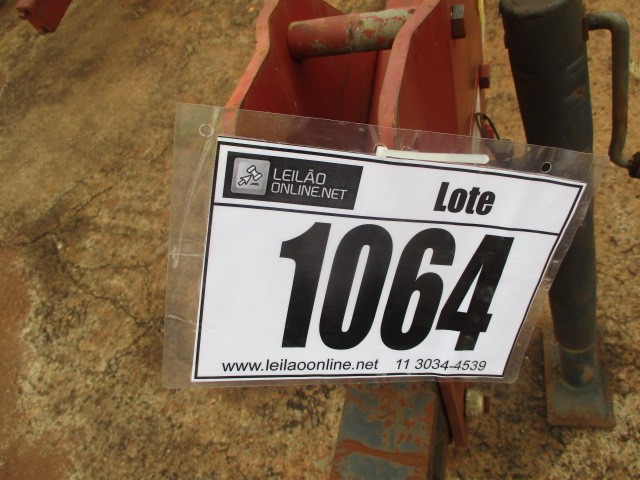 LEILÃO
ONLINE.NET
Lote
1064
www.leilaoonline.net 11 3034-4539